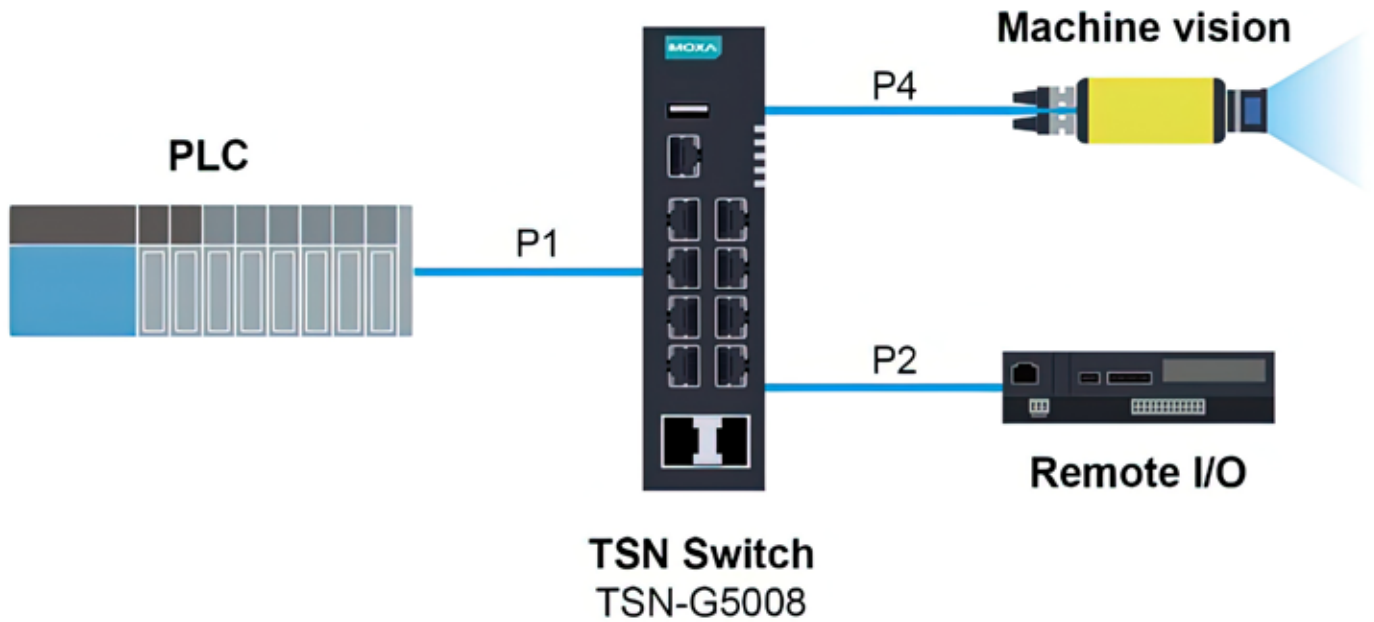 Machine vision
MOXA
P4
PLC
P1
P2
Remote I/O
TSN Switch
TSN-G5008